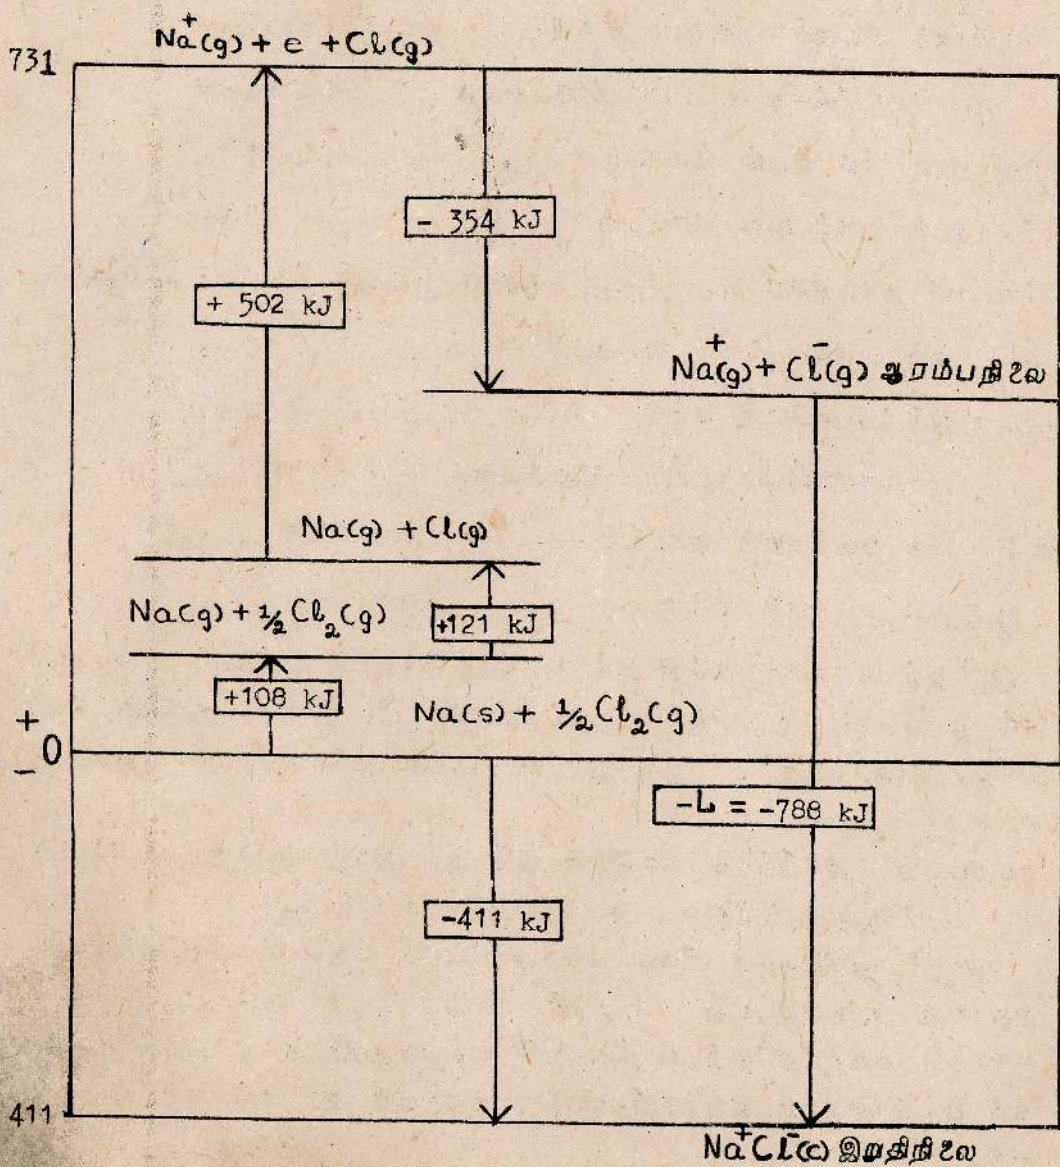 Na⁺(g) + e + Cl(g)
731
- 354 kJ
+ 502 kJ
Na⁺(g) + Cl⁻(g) ஆரம்பநிலை
Na(g) + Cl(g)
Na(g) + ½Cl₂(g)
+121 kJ
+108 kJ
Na(s) + ½Cl₂(g)
+
0
-
-L = -788 kJ
-411 kJ
411
Na⁺Cl⁻(c) இறுதிநிலை